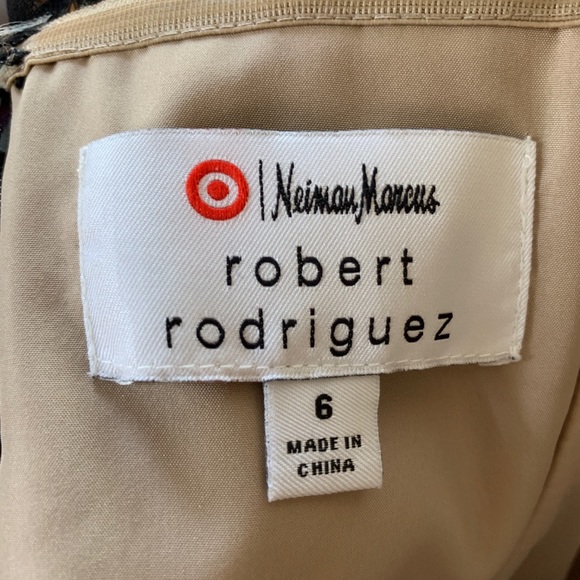 Neiman Marcus
robert
rodriguez
6
MADE IN
CHINA